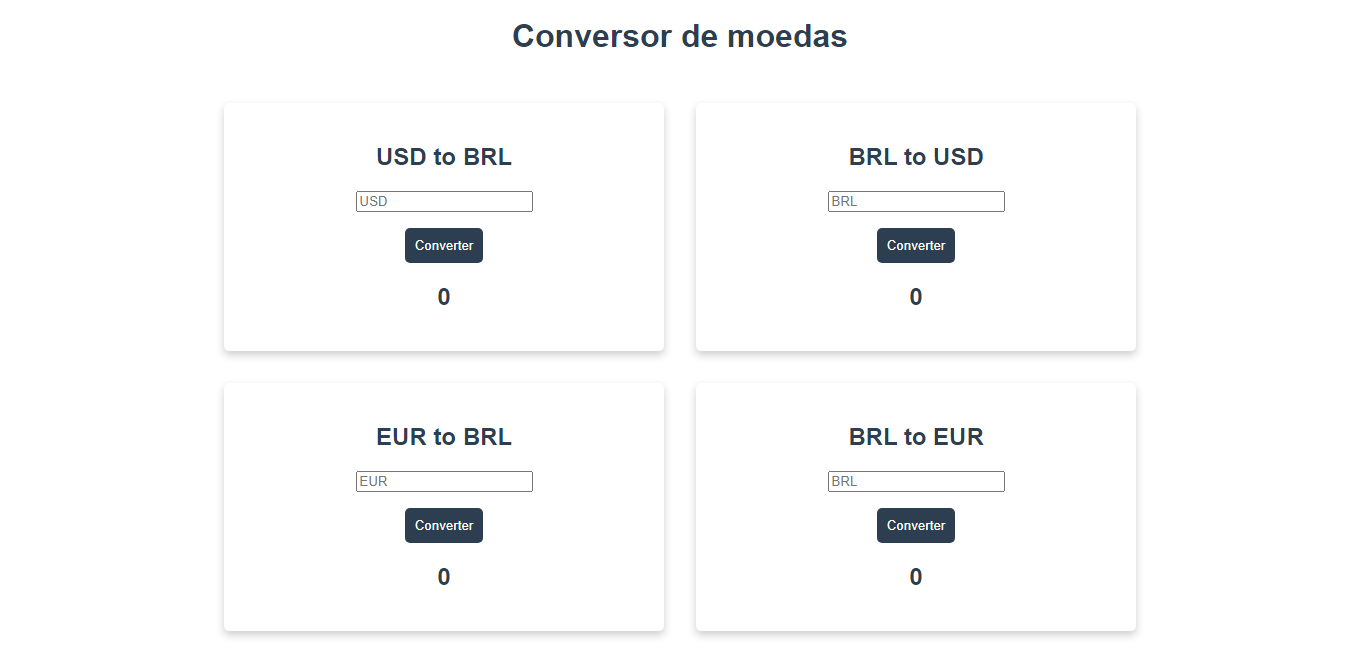 Conversor de moedas
USD to BRL
USD
Converter
0
BRL to USD
BRL
Converter
0
EUR to BRL
EUR
Converter
0
BRL to EUR
BRL
Converter
0